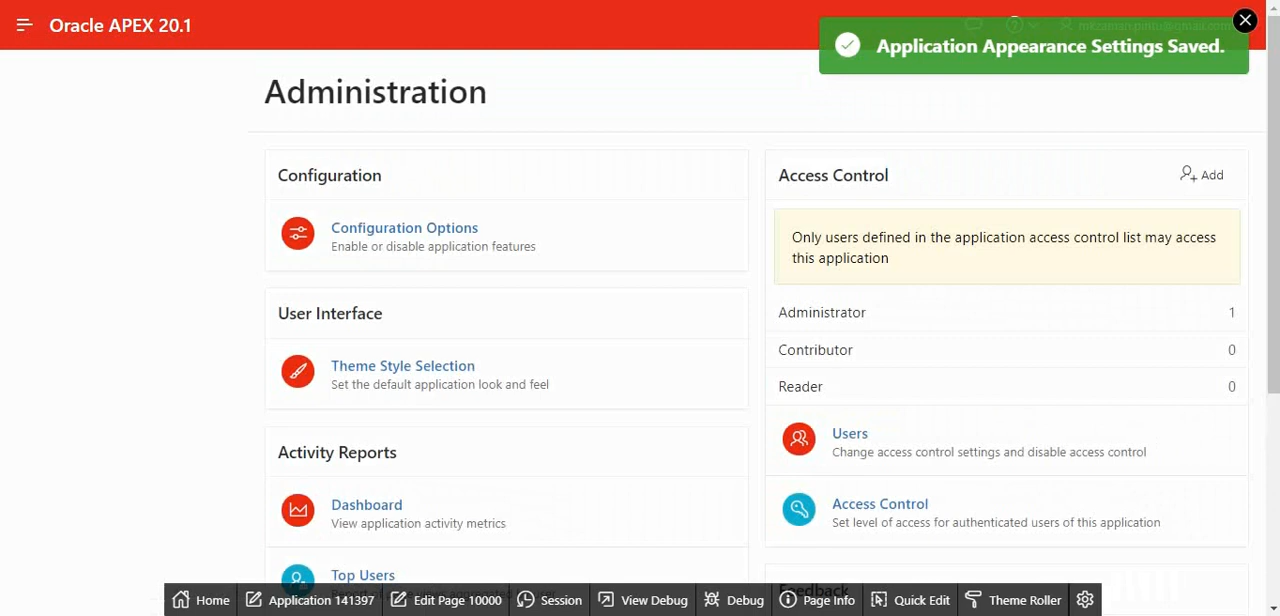 Oracle APEX 20.1
Application Appearance Settings Saved.
Administration
Configuration
Configuration Options
Enable or disable application features
User Interface
Theme Style Selection
Set the default application look and feel
Activity Reports
Dashboard
View application activity metrics
Top Users
Access Control
Add
Only users defined in the application access control list may access
this application
Administrator 1
Contributor 0
Reader 0
Users
Change access control settings and disable access control
Access Control
Set level of access for authenticated users of this application
Feedback
Home Application 141397 Edit Page 10000 Session View Debug Debug Page Info Quick Edit Theme Roller